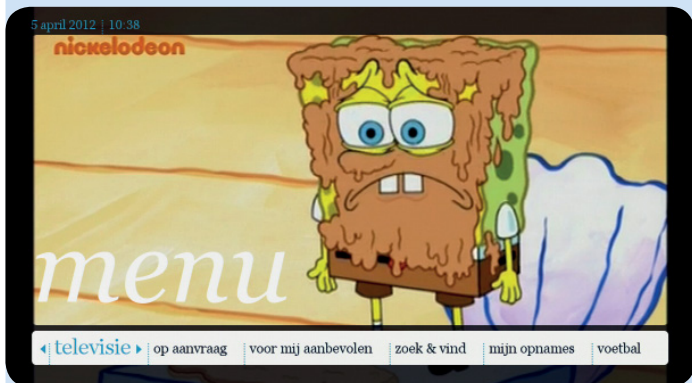 5 april 2012 | 10:38
nickelodeon
menu
televisie op aanvraag voor mij aanbevolen zoek & vind mijn opnames voetbal